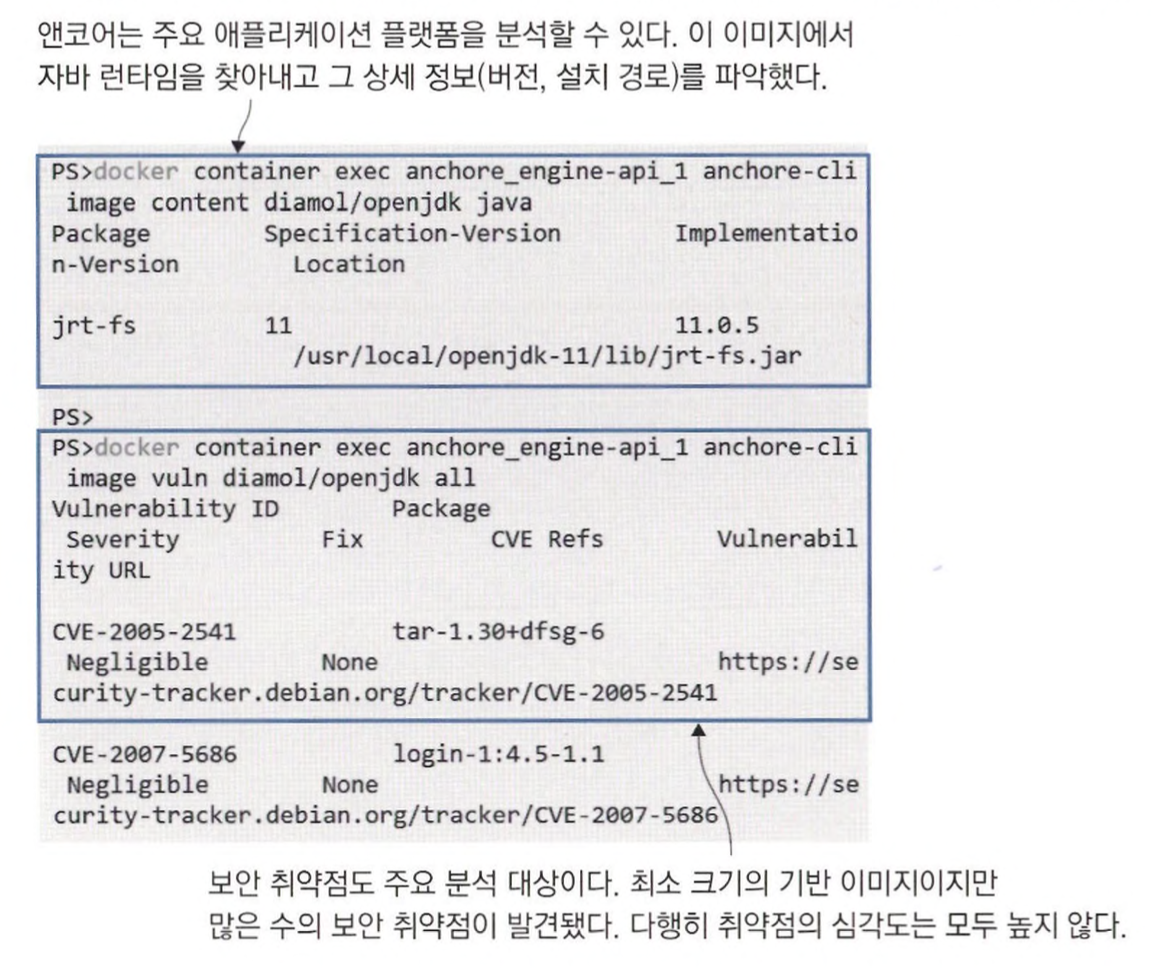 앤코어는 주요 애플리케이션 플랫폼을 분석할 수 있다. 이 이미지에서
자바 런타임을 찾아내고 그 상세 정보(버전, 설치 경로)를 파악했다.
PS>docker container exec anchore_engine-api_1 anchore-cli
image content diamol/openjdk java
Package Specification-Version Implementatio
n-Version Location
jrt-fs 11 11.0.5
/usr/local/openjdk-11/lib/jrt-fs.jar
PS>
PS>docker container exec anchore_engine-api_1 anchore-cli
image vuln diamol/openjdk all
Vulnerability ID Package
Severity Fix CVE Refs Vulnerabil
ity URL
CVE-2005-2541 tar-1.30+dfsg-6
Negligible None https://se
curity-tracker.debian.org/tracker/CVE-2005-2541
CVE-2007-5686 login-1:4.5-1.1
Negligible None https://se
curity-tracker.debian.org/tracker/CVE-2007-5686
보안 취약점도 주요 분석 대상이다. 최소 크기의 기반 이미지이지만
많은 수의 보안 취약점이 발견됐다. 다행히 취약점의 심각도는 모두 높지 않다.